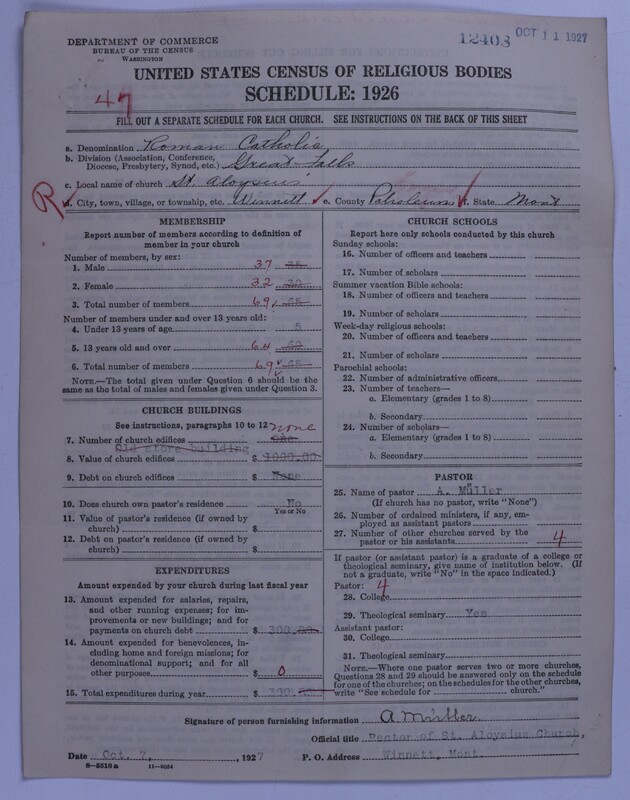 DEPARTMENT OF COMMERCE
BUREAU OF THE CENSUS
WASHINGTON
12403 OCT 11 1927
UNITED STATES CENSUS OF RELIGIOUS BODIES
SCHEDULE: 1926
47
FILL OUT A SEPARATE SCHEDULE FOR EACH CHURCH. SEE INSTRUCTIONS ON THE BACK OF THIS SHEET
a. Denomination Roman Catholic
b. Division (Association, Conference, Diocese, Presbytery, Synod, etc.) Great Falls
c. Local name of church St. Aloysius
R
d. City, town, village, or township, etc. Winnett e. County Petroleum f. State Mont
MEMBERSHIP
Report number of members according to definition of
member in your church
Number of members, by sex:
1. Male 37
2. Female 32
3. Total number of members 69
Number of members under and over 13 years old:
4. Under 13 years of age 5
5. 13 years old and over 64
6. Total number of members 69
NOTE.—The total given under Question 6 should be
same as the total of males and females given under Question 3.
CHURCH BUILDINGS
See instructions, paragraphs 10 to 12 none
7. Number of church edifices One
Old store building
8. Value of church edifices $ 1000.00
9. Debt on church edifices $ None
10. Does church own pastor's residence No
Yes or No
11. Value of pastor's residence (if owned by
church) $
12. Debt on pastor's residence (if owned by
church) $
EXPENDITURES
Amount expended by your church during last fiscal year
13. Amount expended for salaries, repairs,
and other running expenses; for im-
provements or new buildings; and for
payments on church debt $ 300.00
14. Amount expended for benevolences, in-
cluding home and foreign missions; for
denominational support; and for all
other purposes $ 0
15. Total expenditures during year $ 300.00
CHURCH SCHOOLS
Report here only schools conducted by this church
Sunday schools:
16. Number of officers and teachers
17. Number of scholars
Summer vacation Bible schools:
18. Number of officers and teachers
19. Number of scholars
Week-day religious schools:
20. Number of officers and teachers
21. Number of scholars
Parochial schools:
22. Number of administrative officers
23. Number of teachers—
a. Elementary (grades 1 to 8)
b. Secondary
24. Number of scholars—
a. Elementary (grades 1 to 8)
b. Secondary
PASTOR
25. Name of pastor A. Müller
(If church has no pastor, write "None")
26. Number of ordained ministers, if any, em-
ployed as assistant pastors
27. Number of other churches served by the
pastor or his assistants 4
If pastor (or assistant pastor) is a graduate of a college or
theological seminary, give name of institution below. (If
not a graduate, write "No" in the space indicated.)
Pastor: 4
28. College
29. Theological seminary Yes
Assistant pastor:
30. College
31. Theological seminary
NOTE.—Where one pastor serves two or more churches,
Questions 28 and 29 should be answered only on the schedule
for one of the churches; on the schedules for the other churches,
write "See schedule for church."
Signature of person furnishing information A Müller.
Official title Rector of St. Aloysius Church,
Date Oct. 7, 1927 P. O. Address Winnett, Mont.
8—5518 a 11—9024